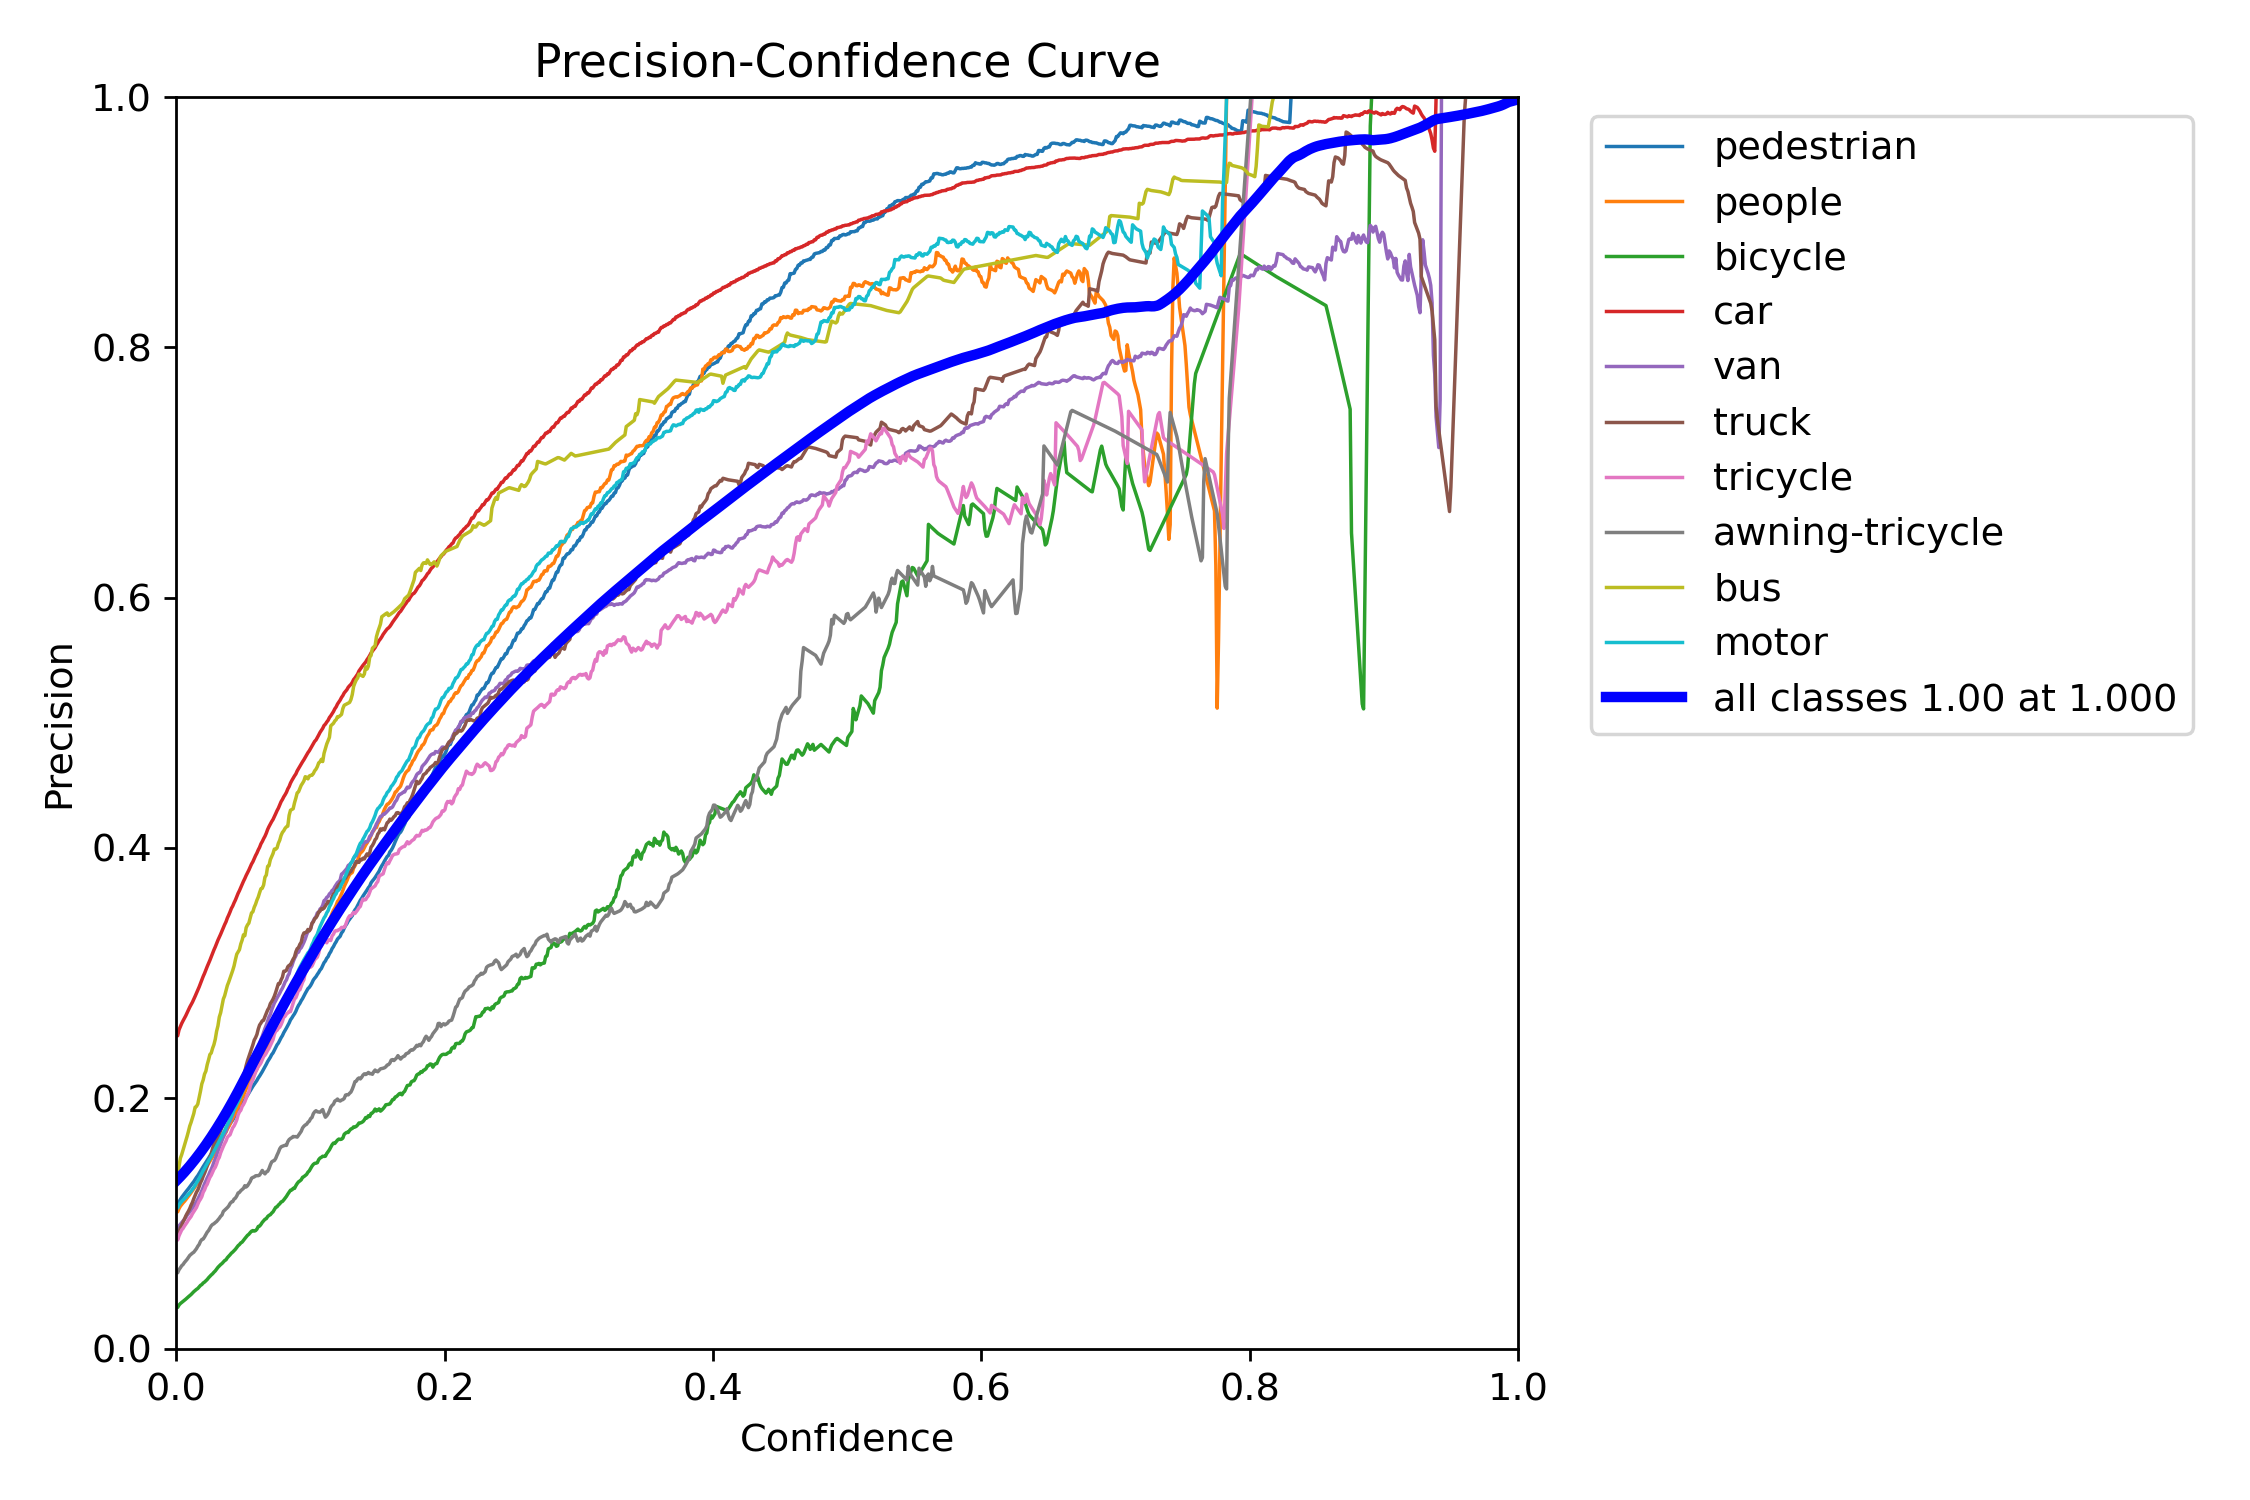 Precision-Confidence Curve
1.0
0.8
0.6
0.4
0.2
0.0
Precision
0.0 0.2 0.4 0.6 0.8 1.0
Confidence
pedestrian
people
bicycle
car
van
truck
tricycle
awning-tricycle
bus
motor
all classes 1.00 at 1.000